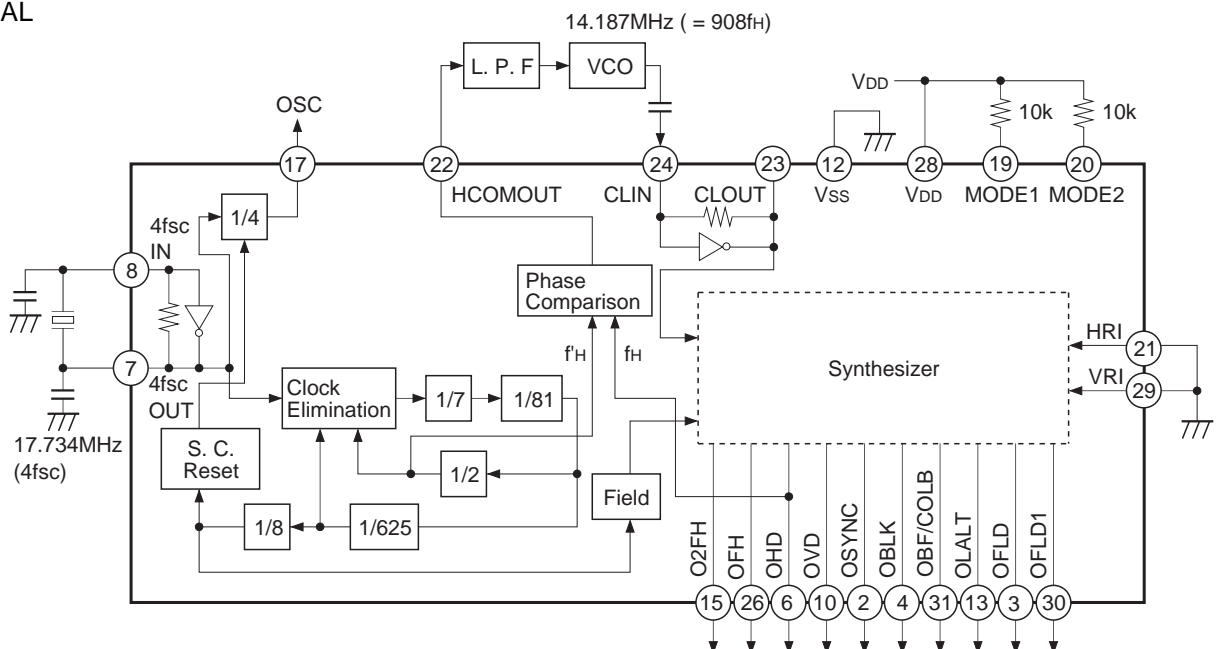 AL
14.187MHz ( = 908fH)
L. P. F
VCO
VDD
OSC
10k
10k
17
22
24
23
12
28
19
20
HCOMOUT
CLIN
CLOUT
VSS
VDD
MODE1
MODE2
4fsc
IN
1/4
8
Phase
Comparison
HRI
21
f'H
fH
Synthesizer
7
4fsc
OUT
Clock
Elimination
1/7
1/81
VRI
29
17.734MHz
(4fsc)
S. C.
Reset
1/2
Field
1/8
1/625
O2FH
OFH
OHD
OVD
OSYNC
OBLK
OBF/COLB
OLALT
OFLD
OFLD1
15
26
6
10
2
4
31
13
3
30